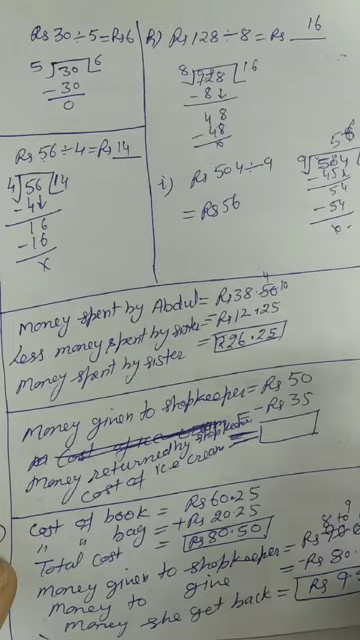 Rs 30 ÷ 5 = Rs 6
5 30 6
- 30
0
h) Rs 128 ÷ 8 = Rs 16
8 128 16
- 8 ↓
48
- 48
x
Rs 56 ÷ 4 = Rs 14
4 56 14
- 4 ↓
16
- 16
x
i) Rs 504 ÷ 9
= Rs 56
56
9 504
- 45
54
- 54
x
Money spent by Abdul = Rs 38.50
Less money spent by sister = Rs 12.25
Money spent by sister = ₹26.25
Money given to shopkeeper = Rs 50
Cost of ice cream = - Rs 35
Money returned by shopkeeper
Cost of ice cream =
Cost of book = Rs 60.25
" " bag = + Rs 20.25
Total cost = Rs 80.50
Money given to shopkeeper = Rs
Money to give = - Rs 80.
Money she get back = Rs 9.